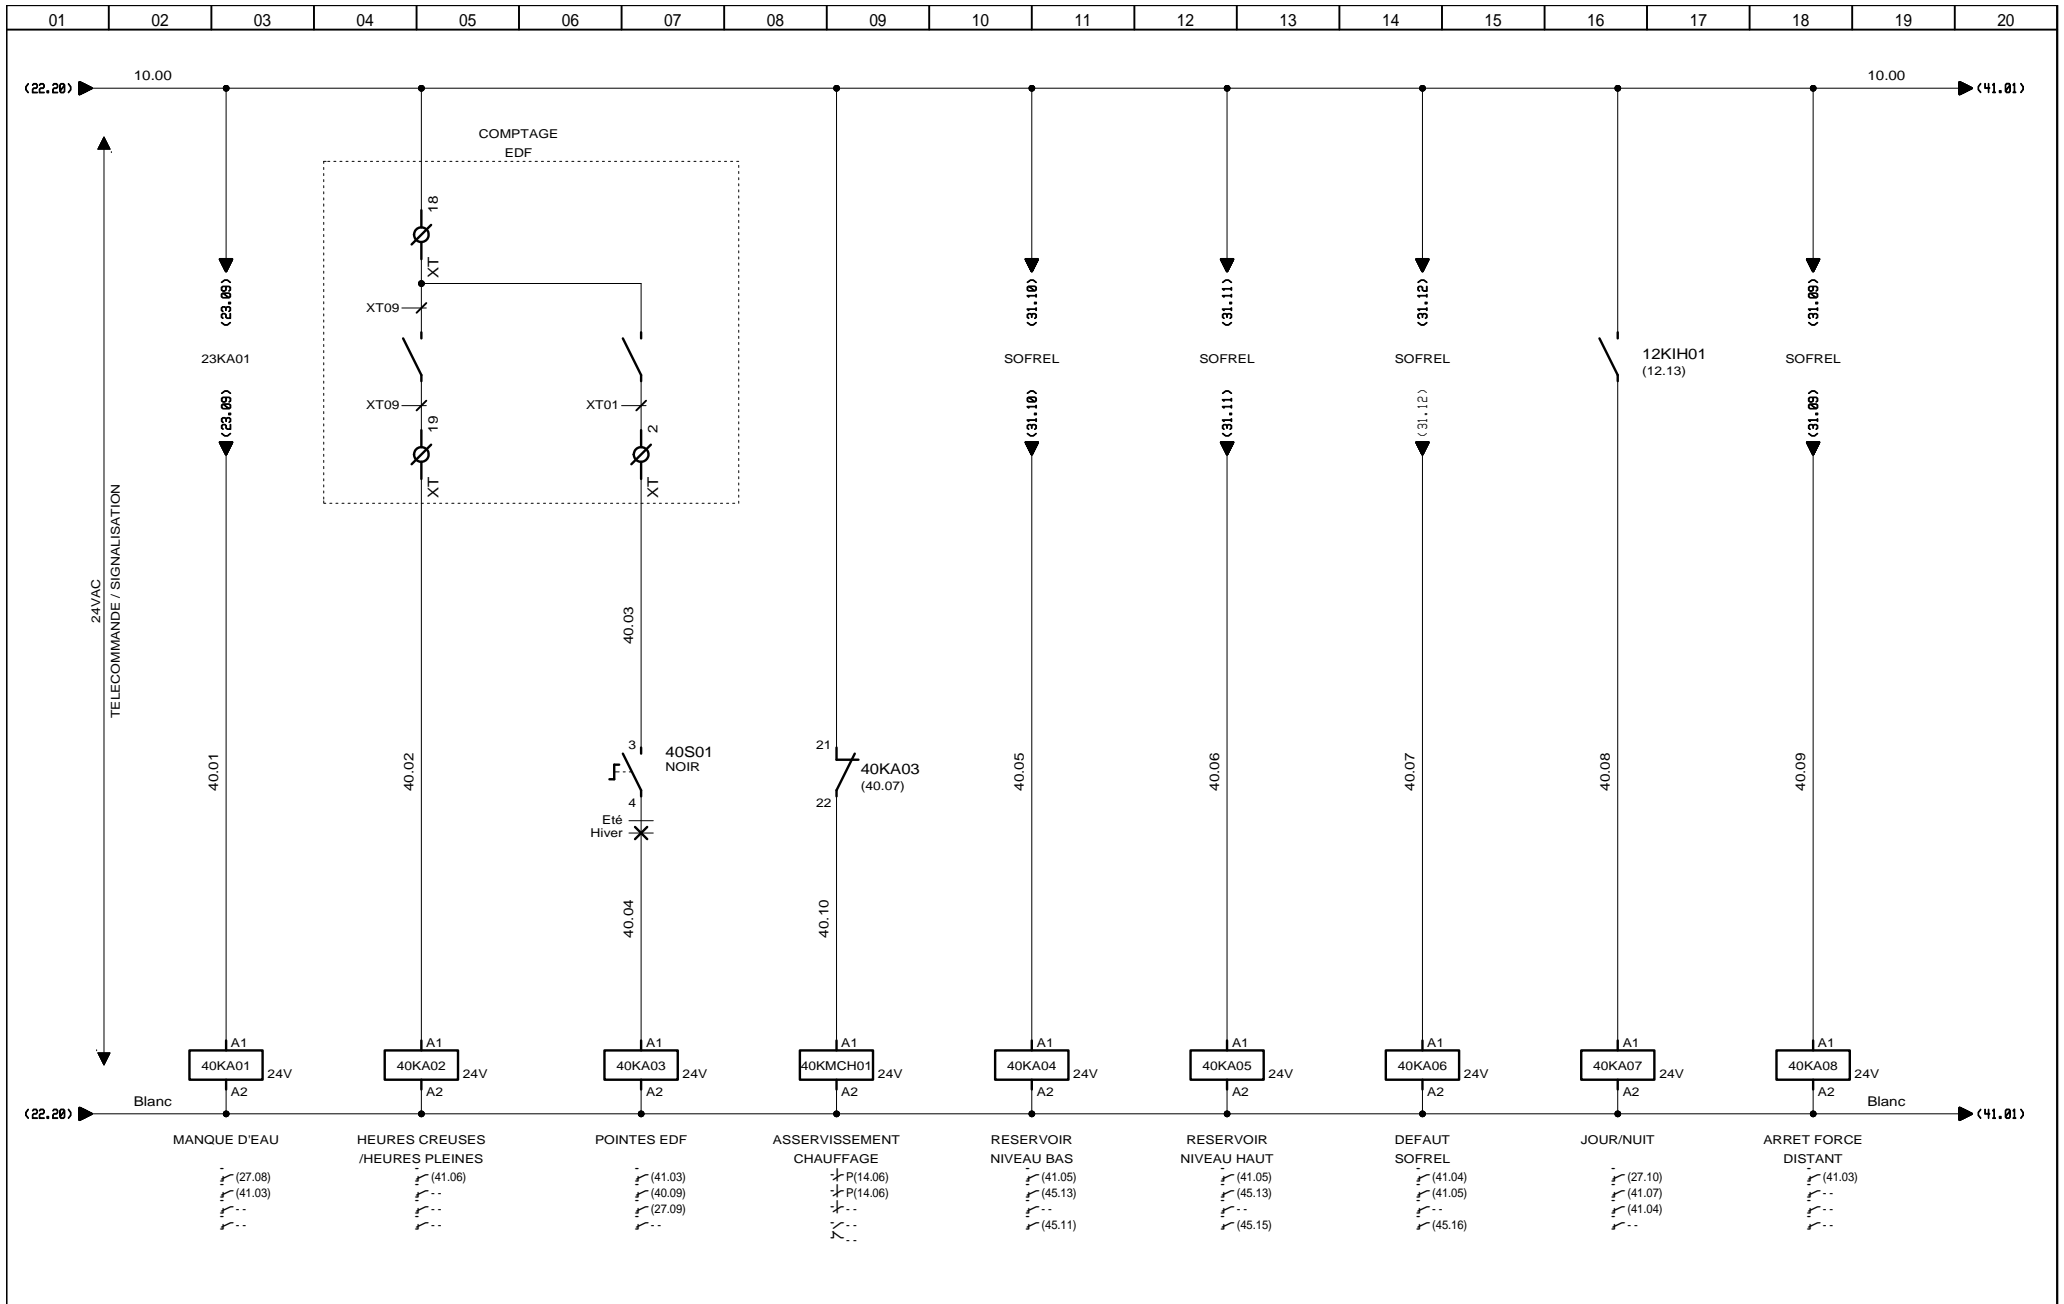 01 02 03 04 05 06 07 08 09 10 11 12 13 14 15 16 17 18 19 20
10.00 10.00
(22.20) (41.01)
COMPTAGE
EDF
18
XT
(23.09) (31.10) (31.11) (31.12) (31.09)
XT09
23KA01 SOFREL SOFREL SOFREL 12KIH01 SOFREL
(12.13)
XT09 XT01
(23.09) (31.10) (31.11) (31.12) (31.09)
19 2
XT XT
24VAC
TELECOMMANDE / SIGNALISATION
40.03
3 40S01 21
NOIR 40KA03
(40.07)
40.01 40.02 40.05 40.06 40.07 40.08 40.09
4 22
Eté
Hiver
40.04 40.10
A1 A1 A1 A1 A1 A1 A1 A1 A1
40KA01 24V 40KA02 24V 40KA03 24V 40KMCH01 24V 40KA04 24V 40KA05 24V 40KA06 24V 40KA07 24V 40KA08 24V
A2 A2 A2 A2 A2 A2 A2 A2 A2
Blanc Blanc
(22.20) (41.01)
MANQUE D'EAU HEURES CREUSES POINTES EDF ASSERVISSEMENT RESERVOIR RESERVOIR DEFAUT JOUR/NUIT ARRET FORCE
/HEURES PLEINES CHAUFFAGE NIVEAU BAS NIVEAU HAUT SOFREL DISTANT
(27.08) (41.06) (41.03) P(14.06) (41.05) (41.05) (41.04) (27.10) (41.03)
(41.03) -- (40.09) P(14.06) (45.13) (45.13) (41.05) (41.07) --
-- -- (27.09) -- -- -- -- (41.04) --
-- -- -- -- (45.11) (45.15) (45.16) -- --
--